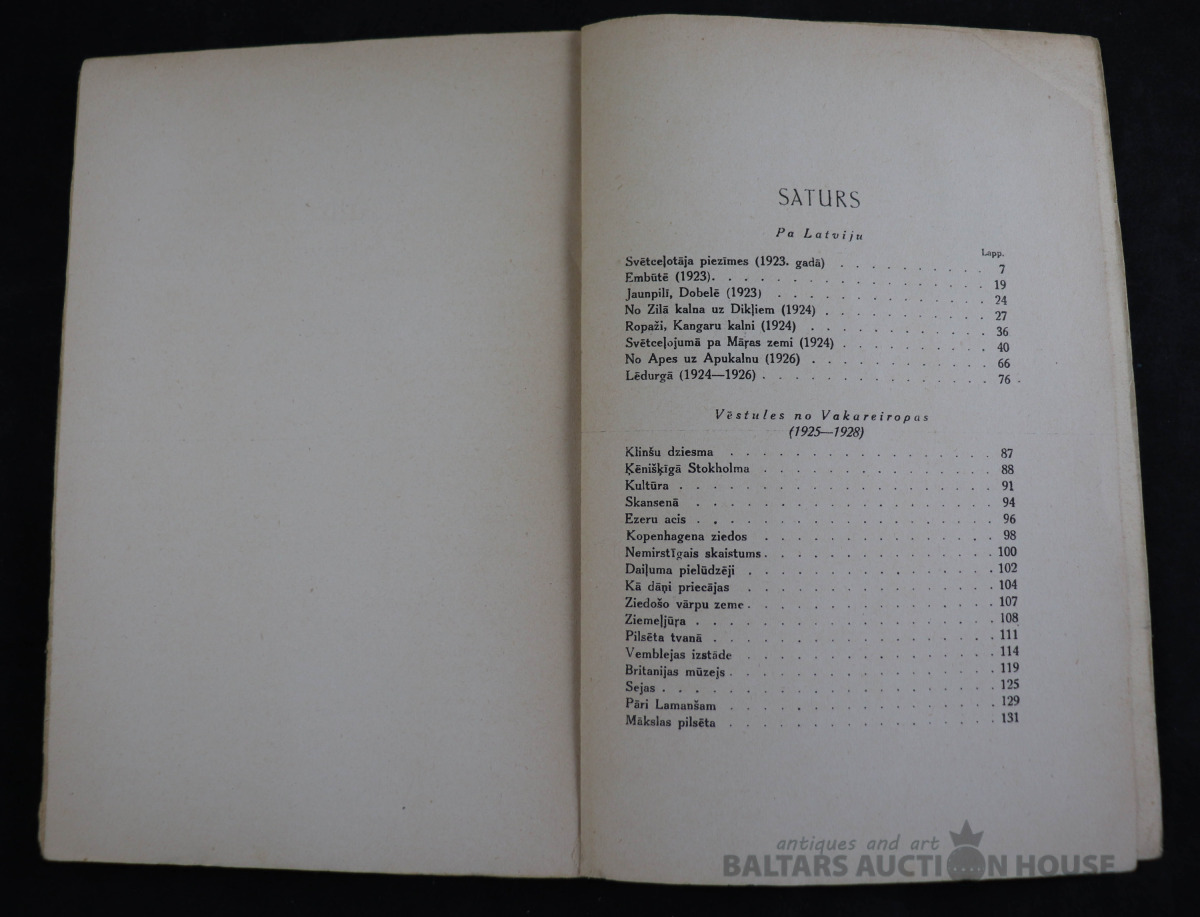 SATURS
Pa Latviju
Lapp.
Svētceļotāja piezīmes (1923. gadā) . . . . . . . . . 7
Embūtē (1923). . . . . . . . . . . . . . . . 19
Jaunpilī, Dobelē (1923) . . . . . . . . . . . . 24
No Zilā kalna uz Dikļiem (1924) . . . . . . . . . . 27
Ropaži, Kangaru kalni (1924) . . . . . . . . . . . 36
Svētceļojumā pa Māŗas zemi (1924) . . . . . . . . . 40
No Apes uz Apukalnu (1926) . . . . . . . . . . . 66
Lēdurgā (1924—1926) . . . . . . . . . . . . . 76
Vēstules no Vakareiropas
(1925—1928)
Klinšu dziesma . . . . . . . . . . . . . . 87
Ķēnišķīgā Stokholma . . . . . . . . . . . . 88
Kultūra . . . . . . . . . . . . . . . . . 91
Skansenā . . . . . . . . . . . . . . . . 94
Ezeru acis . . . . . . . . . . . . . . . . 96
Kopenhagena ziedos . . . . . . . . . . . . 98
Nemirstīgais skaistums . . . . . . . . . . . . 100
Daiļuma pielūdzēji . . . . . . . . . . . . . 102
Kā dāņi priecājas . . . . . . . . . . . . . 104
Ziedošo vārpu zeme . . . . . . . . . . . . . 107
Ziemeļjūŗa . . . . . . . . . . . . . . . . 108
Pilsēta tvanā . . . . . . . . . . . . . . . 111
Vemblejas izstāde . . . . . . . . . . . . . 114
Britanijas mūzejs . . . . . . . . . . . . . . 119
Sejas . . . . . . . . . . . . . . . . . . 125
Pāri Lamanšam . . . . . . . . . . . . . . 129
Mākslas pilsēta . . . . . . . . . . . . . . 131
antiques and art
BALTARS AUCTION HOUSE